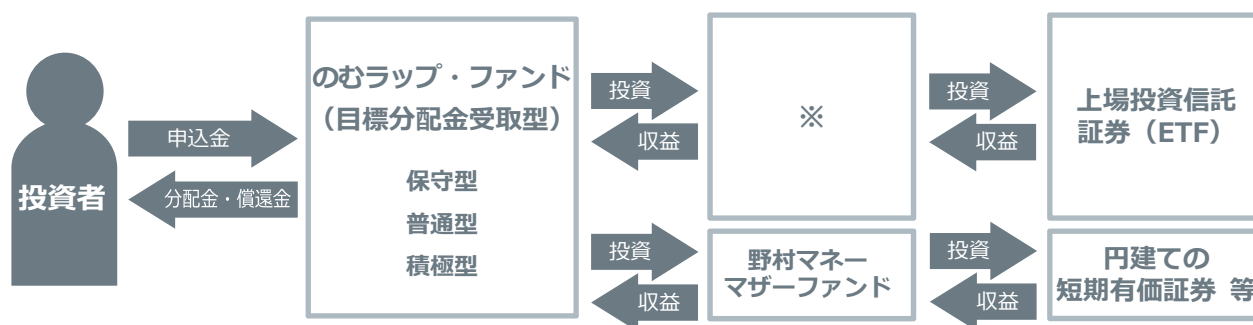 投資者
申込金
分配金・償還金
のむラップ・ファンド
（目標分配金受取型）
保守型
普通型
積極型
投資
収益
※
投資
収益
上場投資信託
証券（ETF）
投資
収益
野村マネー
マザーファンド
投資
収益
円建ての
短期有価証券 等